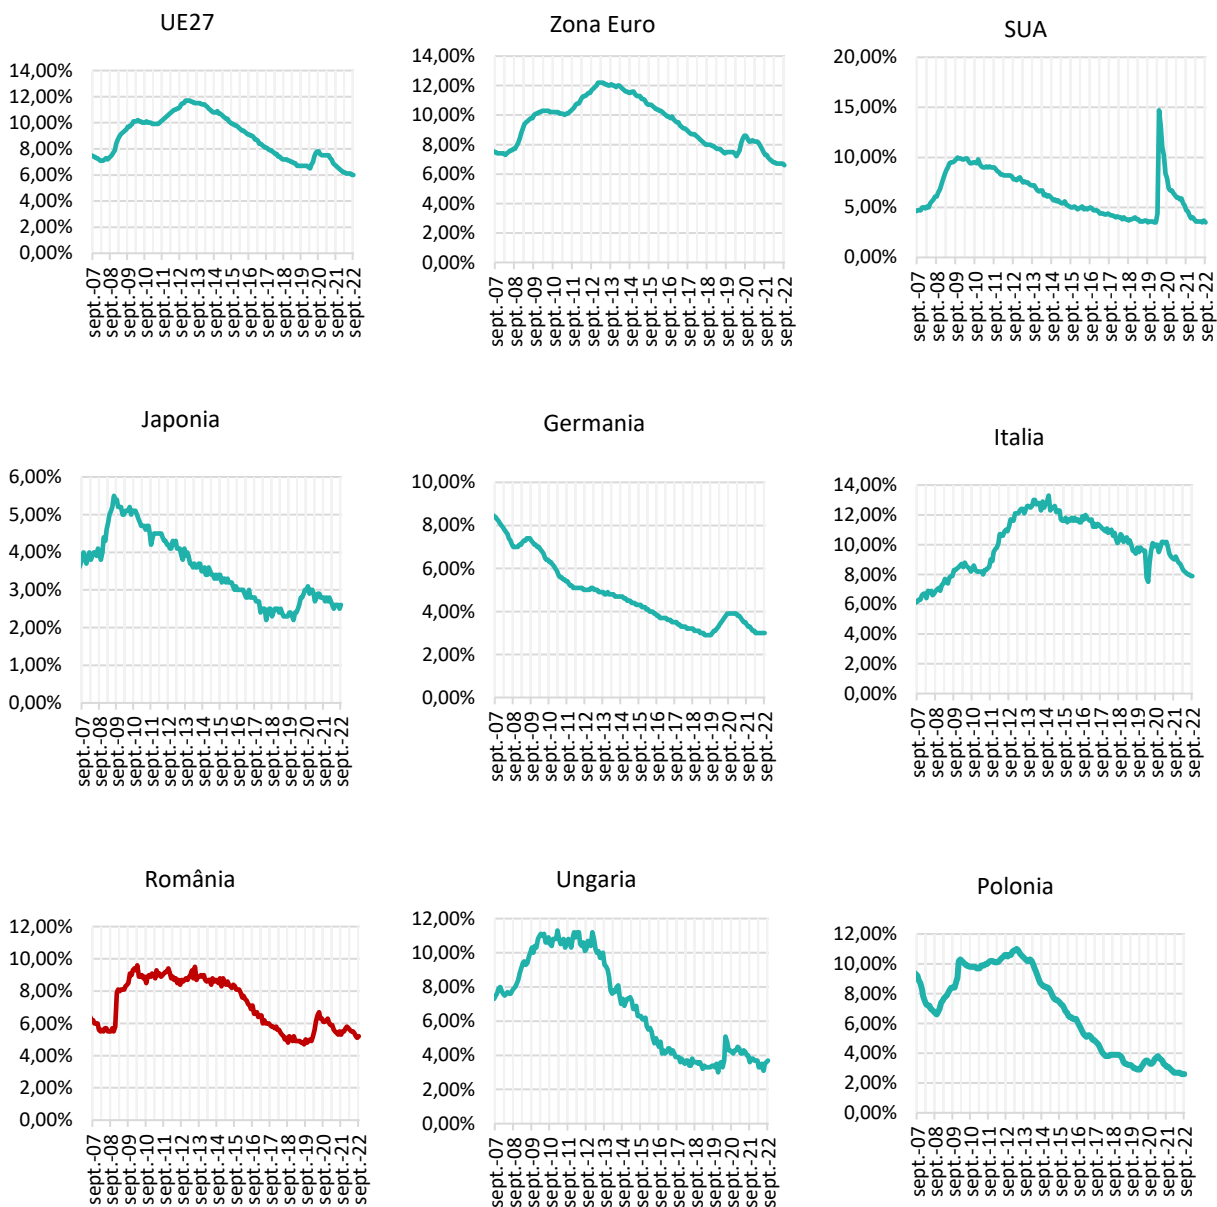 UE27
14,00%
12,00%
10,00%
8,00%
6,00%
4,00%
2,00%
0,00%
sept.-07
sept.-08
sept.-09
sept.-10
sept.-11
sept.-12
sept.-13
sept.-14
sept.-15
sept.-16
sept.-17
sept.-18
sept.-19
sept.-20
sept.-21
sept.-22
Zona Euro
14,00%
12,00%
10,00%
8,00%
6,00%
4,00%
2,00%
0,00%
sept.-07
sept.-08
sept.-09
sept.-10
sept.-11
sept.-12
sept.-13
sept.-14
sept.-15
sept.-16
sept.-17
sept.-18
sept.-19
sept.-20
sept.-21
sept.-22
SUA
20,00%
15,00%
10,00%
5,00%
0,00%
sept.-07
sept.-08
sept.-09
sept.-10
sept.-11
sept.-12
sept.-13
sept.-14
sept.-15
sept.-16
sept.-17
sept.-18
sept.-19
sept.-20
sept.-21
sept.-22
Japonia
6,00%
5,00%
4,00%
3,00%
2,00%
1,00%
0,00%
sept.-07
sept.-08
sept.-09
sept.-10
sept.-11
sept.-12
sept.-13
sept.-14
sept.-15
sept.-16
sept.-17
sept.-18
sept.-19
sept.-20
sept.-21
sept.-22
Germania
10,00%
8,00%
6,00%
4,00%
2,00%
0,00%
sept.-07
sept.-08
sept.-09
sept.-10
sept.-11
sept.-12
sept.-13
sept.-14
sept.-15
sept.-16
sept.-17
sept.-18
sept.-19
sept.-20
sept.-21
sept.-22
Italia
14,00%
12,00%
10,00%
8,00%
6,00%
4,00%
2,00%
0,00%
sept.-07
sept.-08
sept.-09
sept.-10
sept.-11
sept.-12
sept.-13
sept.-14
sept.-15
sept.-16
sept.-17
sept.-18
sept.-19
sept.-20
sept.-21
sept.-22
România
12,00%
10,00%
8,00%
6,00%
4,00%
2,00%
0,00%
sept.-07
sept.-08
sept.-09
sept.-10
sept.-11
sept.-12
sept.-13
sept.-14
sept.-15
sept.-16
sept.-17
sept.-18
sept.-19
sept.-20
sept.-21
sept.-22
Ungaria
12,00%
10,00%
8,00%
6,00%
4,00%
2,00%
0,00%
sept.-07
sept.-08
sept.-09
sept.-10
sept.-11
sept.-12
sept.-13
sept.-14
sept.-15
sept.-16
sept.-17
sept.-18
sept.-19
sept.-20
sept.-21
sept.-22
Polonia
12,00%
10,00%
8,00%
6,00%
4,00%
2,00%
0,00%
sept.-07
sept.-08
sept.-09
sept.-10
sept.-11
sept.-12
sept.-13
sept.-14
sept.-15
sept.-16
sept.-17
sept.-18
sept.-19
sept.-20
sept.-21
sept.-22